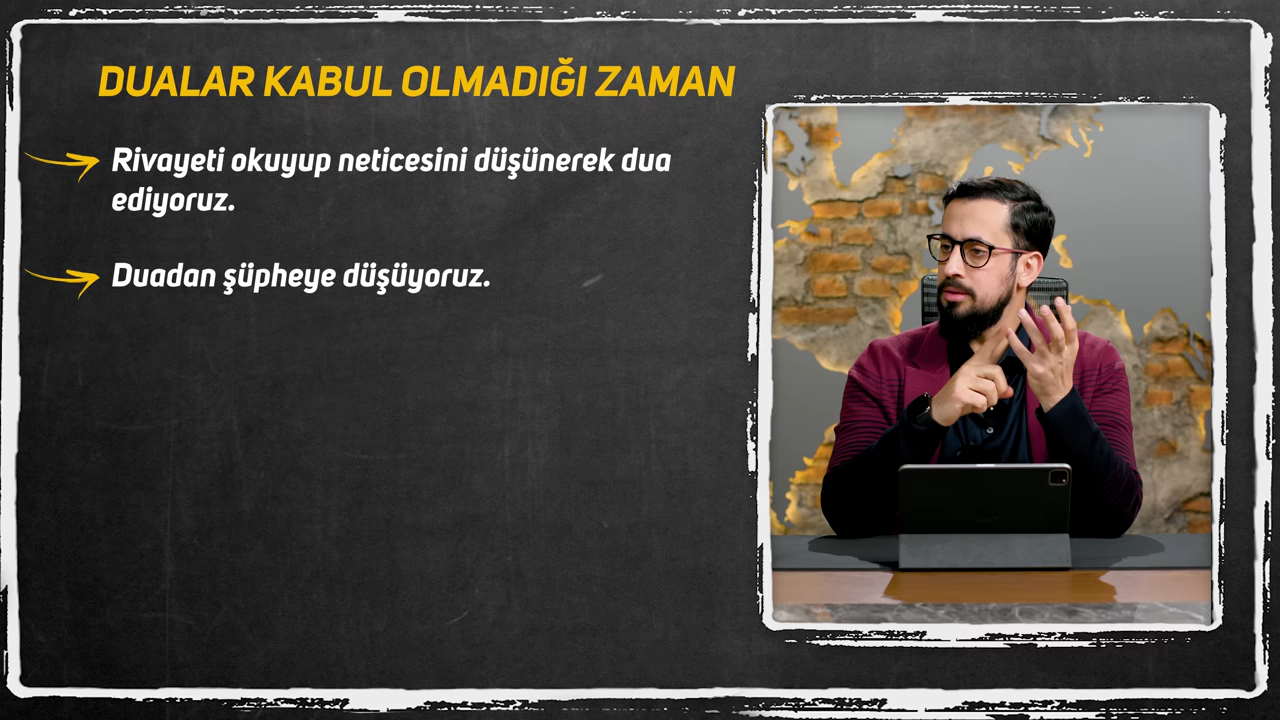 DUALAR KABUL OLMADIĞI ZAMAN
Rivayeti okuyup neticesini düşünerek dua
ediyoruz.
Duadan şüpheye düşüyoruz.